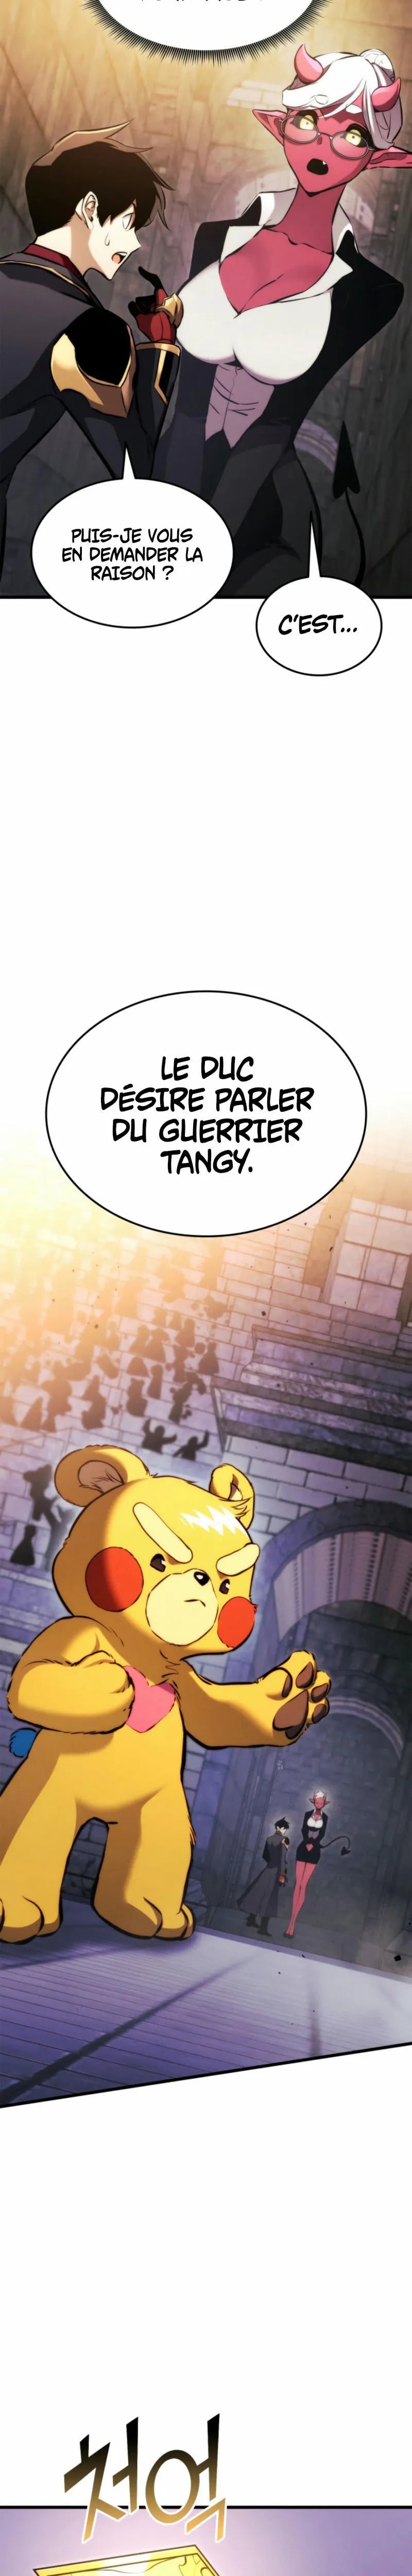 PUIS-JE VOUS
EN DEMANDER LA
RAISON ?
C'EST...
LE DUC
DÉSIRE PARLER
DU GUERRIER
TANGY.
처억